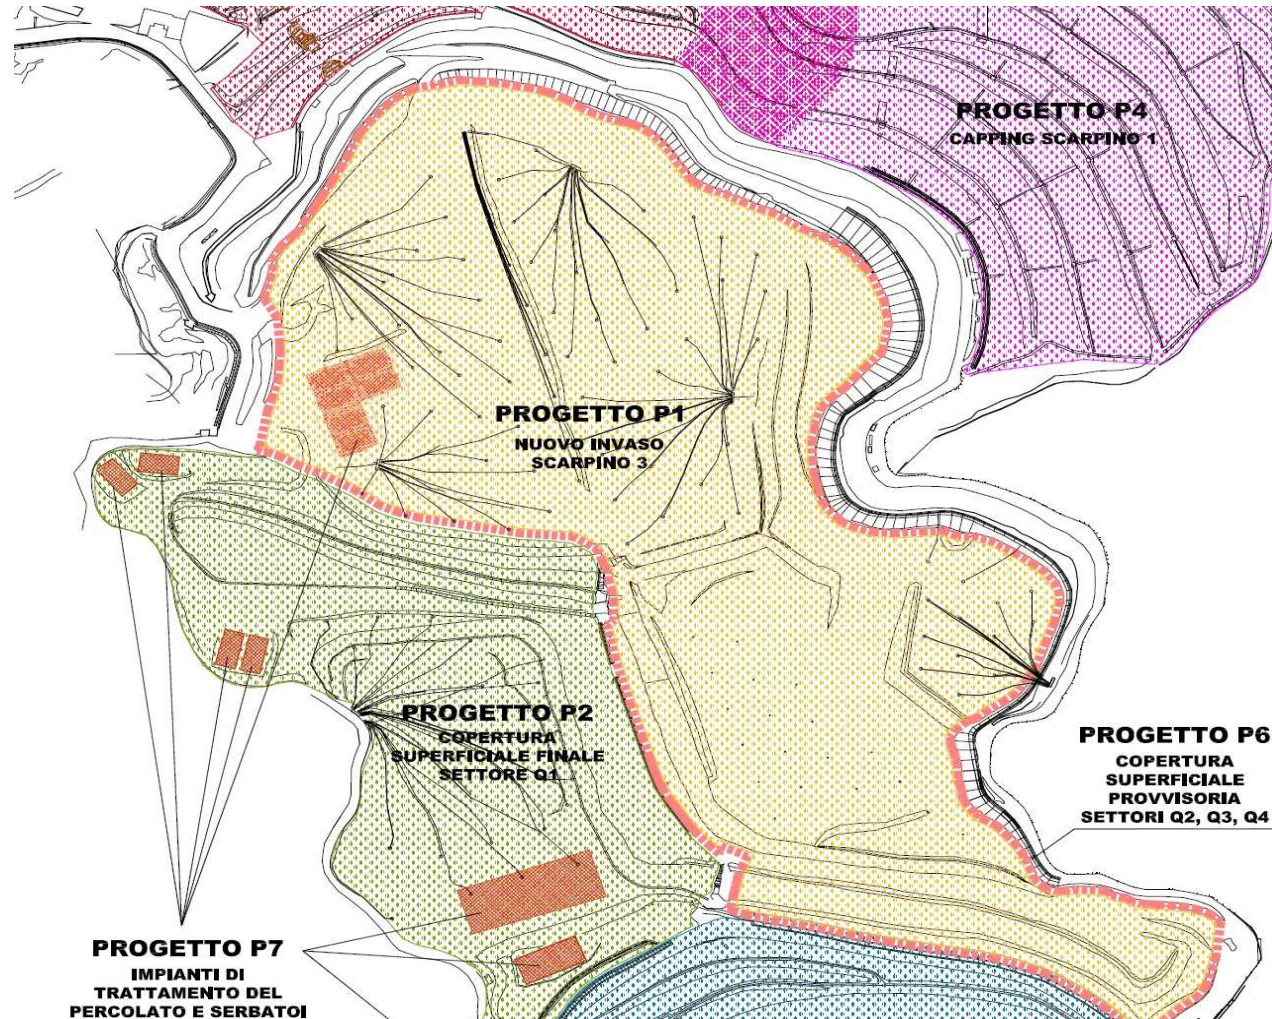 PROGETTO P4
CAPPING SCARPINO 1
PROGETTO P1
NUOVO INVASO
SCARPINO 3
PROGETTO P2
COPERTURA
SUPERFICIALE FINALE
SETTORE Q1
PROGETTO P6
COPERTURA
SUPERFICIALE
PROVVISORIA
SETTORI Q2, Q3, Q4
PROGETTO P7
IMPIANTI DI
TRATTAMENTO DEL
PERCOLATO E SERBATOI